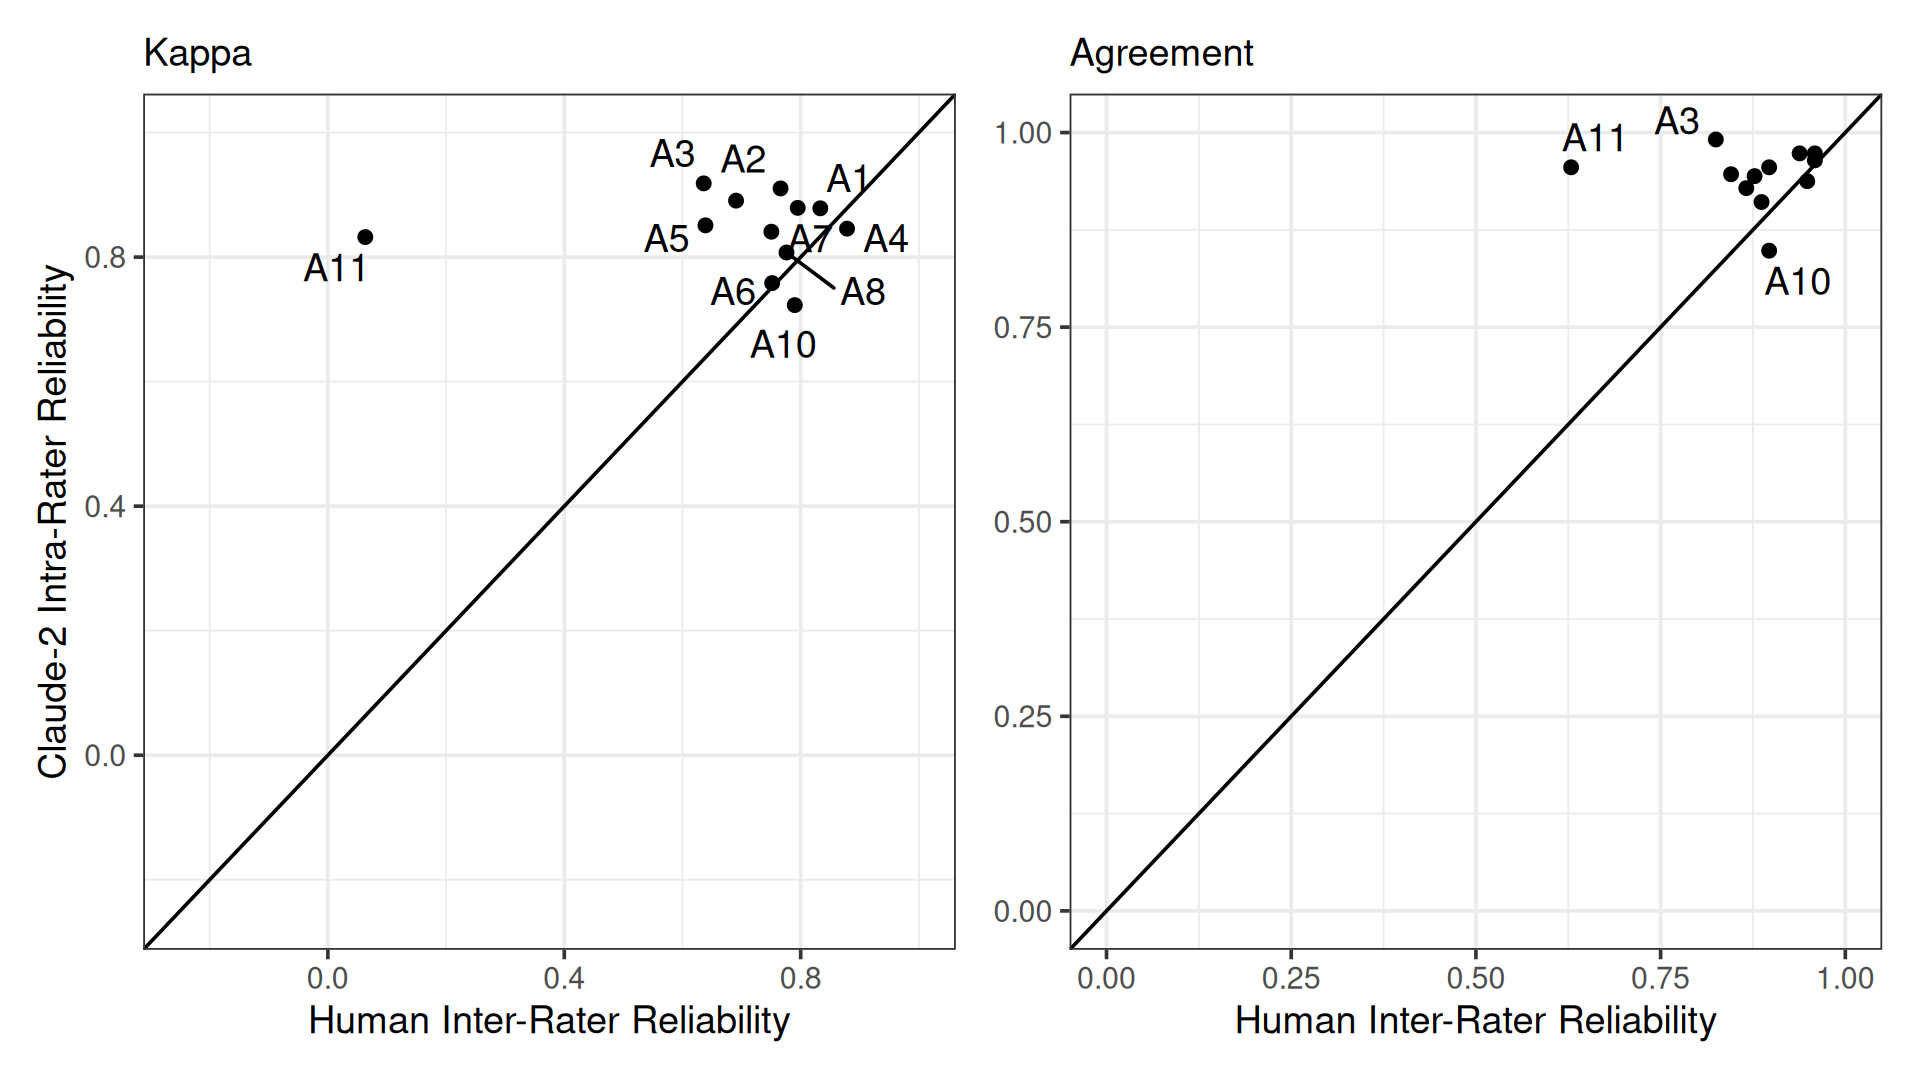 Kappa
Agreement
Claude-2 Intra-Rater Reliability
0.8
0.4
0.0
A3
A2
A1
A5
A7
A4
A11
A6
A8
A10
0.0
0.4
0.8
Human Inter-Rater Reliability
1.00
0.75
0.50
0.25
0.00
A11
A3
A10
0.00
0.25
0.50
0.75
1.00
Human Inter-Rater Reliability